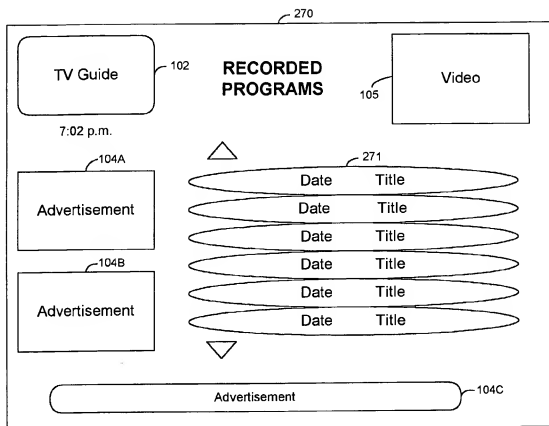 270
TV Guide
102
RECORDED
PROGRAMS
Video
105
7:02 p.m.
104A
Advertisement
271
Date Title
Date Title
Date Title
Date Title
Date Title
Date Title
104B
Advertisement
Advertisement
104C